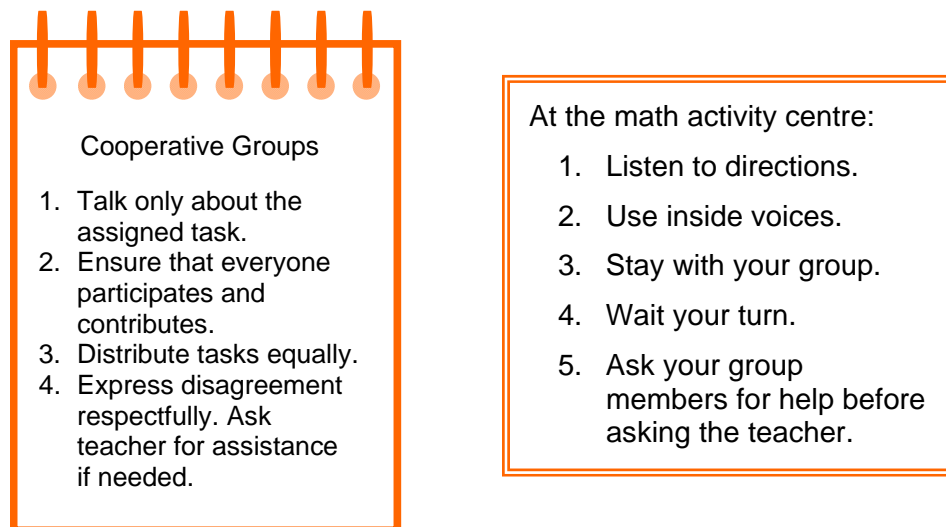 Cooperative Groups
1. Talk only about the
assigned task.
2. Ensure that everyone
participates and
contributes.
3. Distribute tasks equally.
4. Express disagreement
respectfully. Ask
teacher for assistance
if needed.
At the math activity centre:
1. Listen to directions.
2. Use inside voices.
3. Stay with your group.
4. Wait your turn.
5. Ask your group
members for help before
asking the teacher.